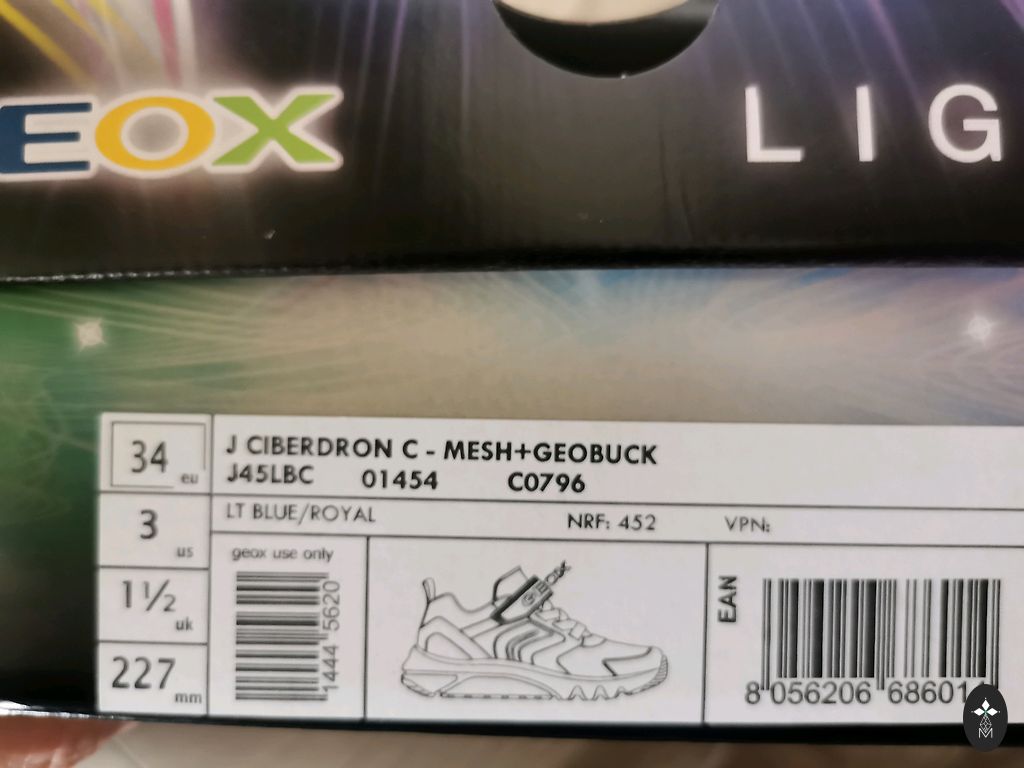 EOX
LIG
34 eu
3 us
1½ uk
227 mm
J CIBERDRON C - MESH+GEOBUCK
J45LBC 01454 C0796
LT BLUE/ROYAL NRF: 452 VPN:
geox use only
1444 5620
GEOX
EAN
8 056206 68601
M